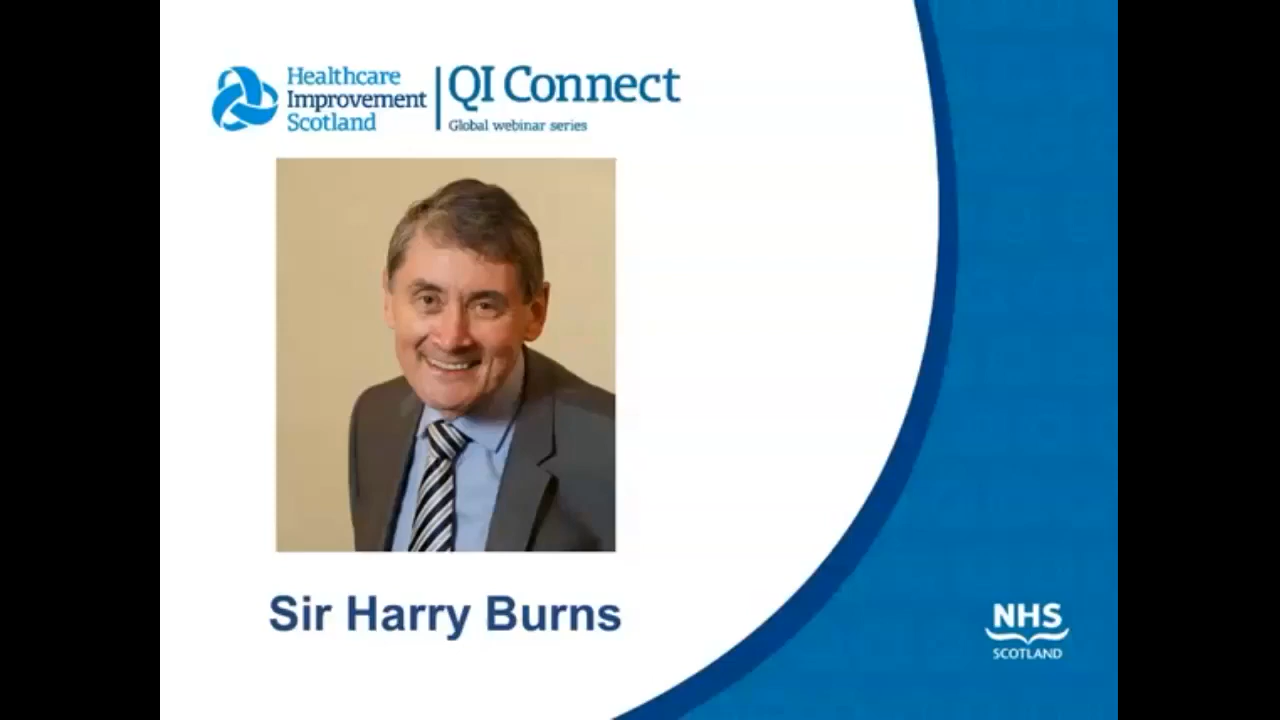 Healthcare
Improvement
Scotland
QI Connect
Global webinar series
Sir Harry Burns
NHS
SCOTLAND